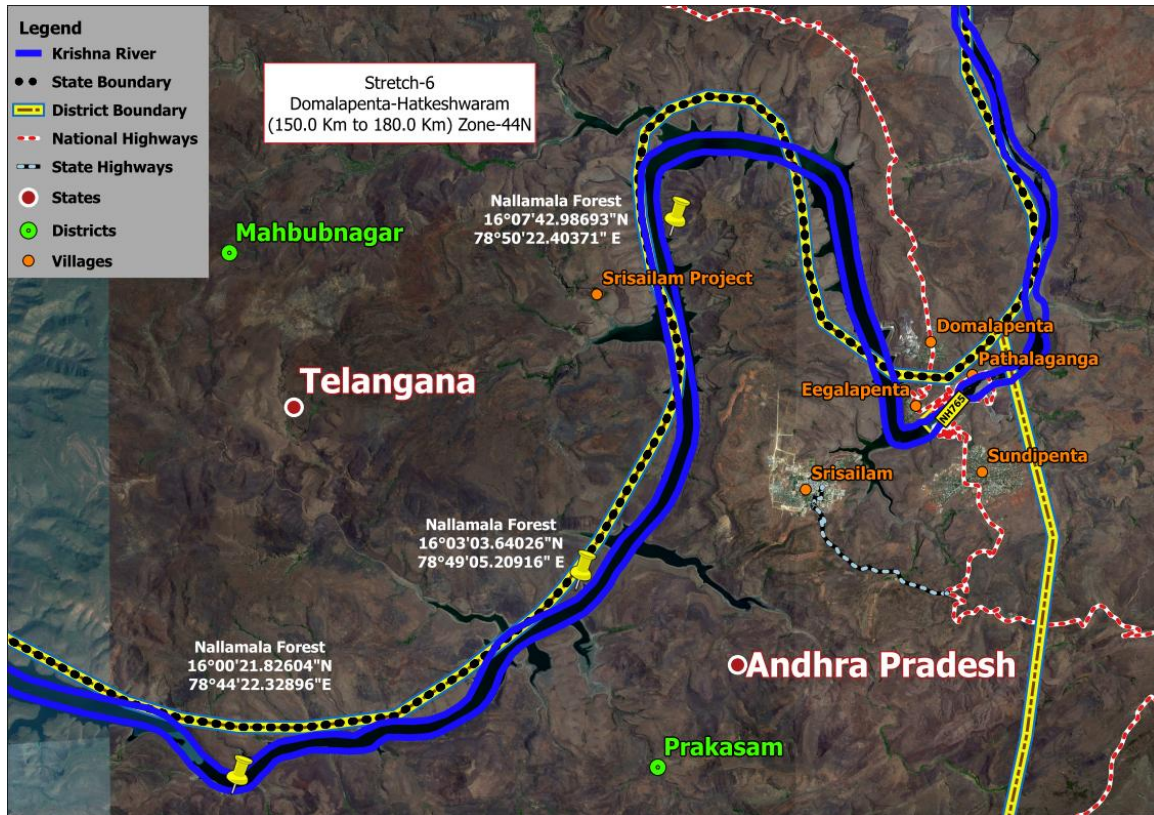 Legend
Krishna River
State Boundary
District Boundary
National Highways
State Highways
States
Districts
Villages
Stretch-6
Domalapenta-Hatkeshwaram
(150.0 Km to 180.0 Km) Zone-44N
Nallamala Forest
16°07'42.98693"N
78°50'22.40371" E
Mahbubnagar
Srisailam Project
Domalapenta
Pathalaganga
Telangana
Eegalapenta
NH765
Sundipenta
Srisailam
Nallamala Forest
16°03'03.64026"N
78°49'05.20916" E
Nallamala Forest
16°00'21.82604"N
78°44'22.32896"E
Andhra Pradesh
Prakasam